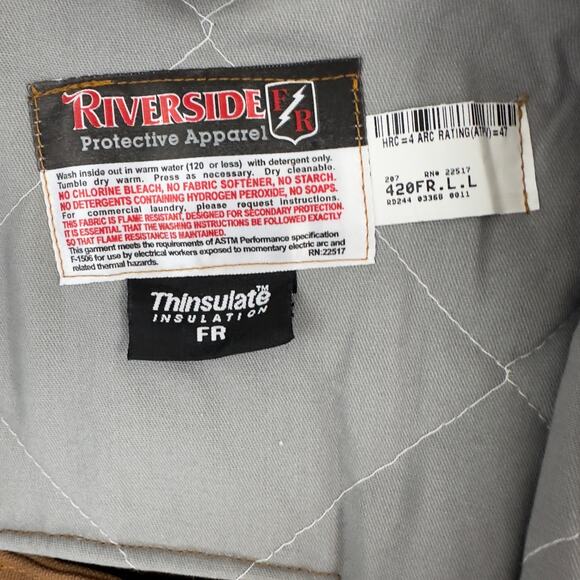 RIVERSIDE
Protective Apparel
F R
Wash inside out in warm water (120 or less) with detergent only.
Tumble dry warm. Press as necessary. Dry cleanable.
NO CHLORINE BLEACH, NO FABRIC SOFTENER, NO STARCH.
NO DETERGENTS CONTAINING HYDROGEN PEROXIDE, NO SOAPS.
For commercial laundry, please request instructions.
THIS FABRIC IS FLAME RESISTANT, DESIGNED FOR SECONDARY PROTECTION.
IT IS ESSENTIAL THAT THE WASHING INSTRUCTIONS BE FOLLOWED EXACTLY
SO THAT FLAME RESISTANCE IS MAINTAINED.
This garment meets the requirements of ASTM Performance specification
F-1506 for use by electrical workers exposed to momentary electric arc and
related thermal hazards. RN:22517
HRC =4 ARC RATING(ATPV)=47
207 RN# 22517
420FR.L.L
RD244 03368 0011
Thinsulate™
INSULATION
FR